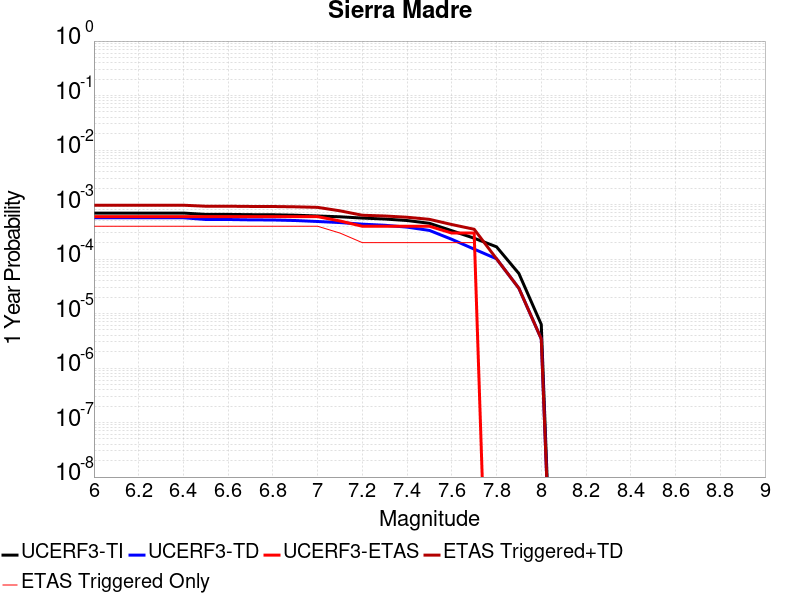 Sierra Madre
10^0
10^-1
10^-2
10^-3
10^-4
10^-5
10^-6
10^-7
10^-8
1 Year Probability
6 6.2 6.4 6.6 6.8 7 7.2 7.4 7.6 7.8 8 8.2 8.4 8.6 8.8 9
Magnitude
UCERF3-TI UCERF3-TD UCERF3-ETAS ETAS Triggered+TD
ETAS Triggered Only